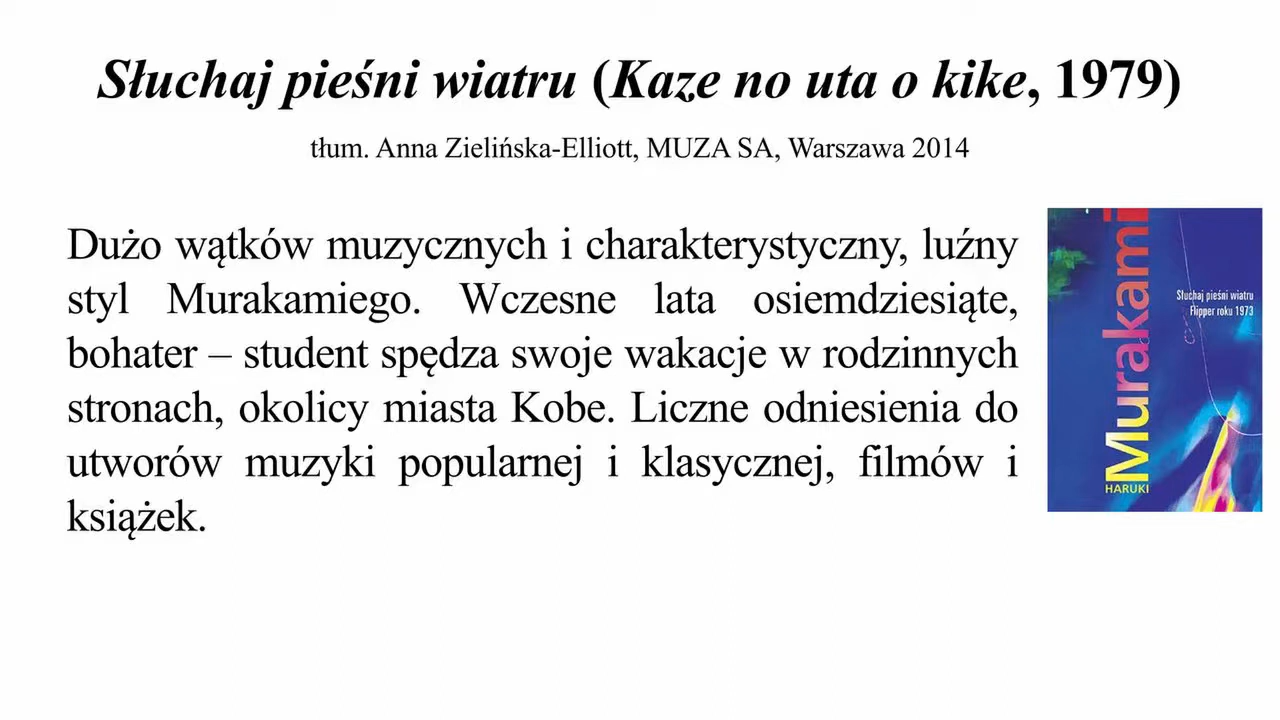 Słuchaj pieśni wiatru (Kaze no uta o kike, 1979)
tłum. Anna Zielińska-Elliott, MUZA SA, Warszawa 2014
Dużo wątków muzycznych i charakterystyczny, luźny
styl Murakamiego. Wczesne lata osiemdziesiąte,
bohater – student spędza swoje wakacje w rodzinnych
stronach, okolicy miasta Kobe. Liczne odniesienia do
utworów muzyki popularnej i klasycznej, filmów i
książek.
HARUKI
Murakami
Słuchaj pieśni wiatru
Flipper roku 1973